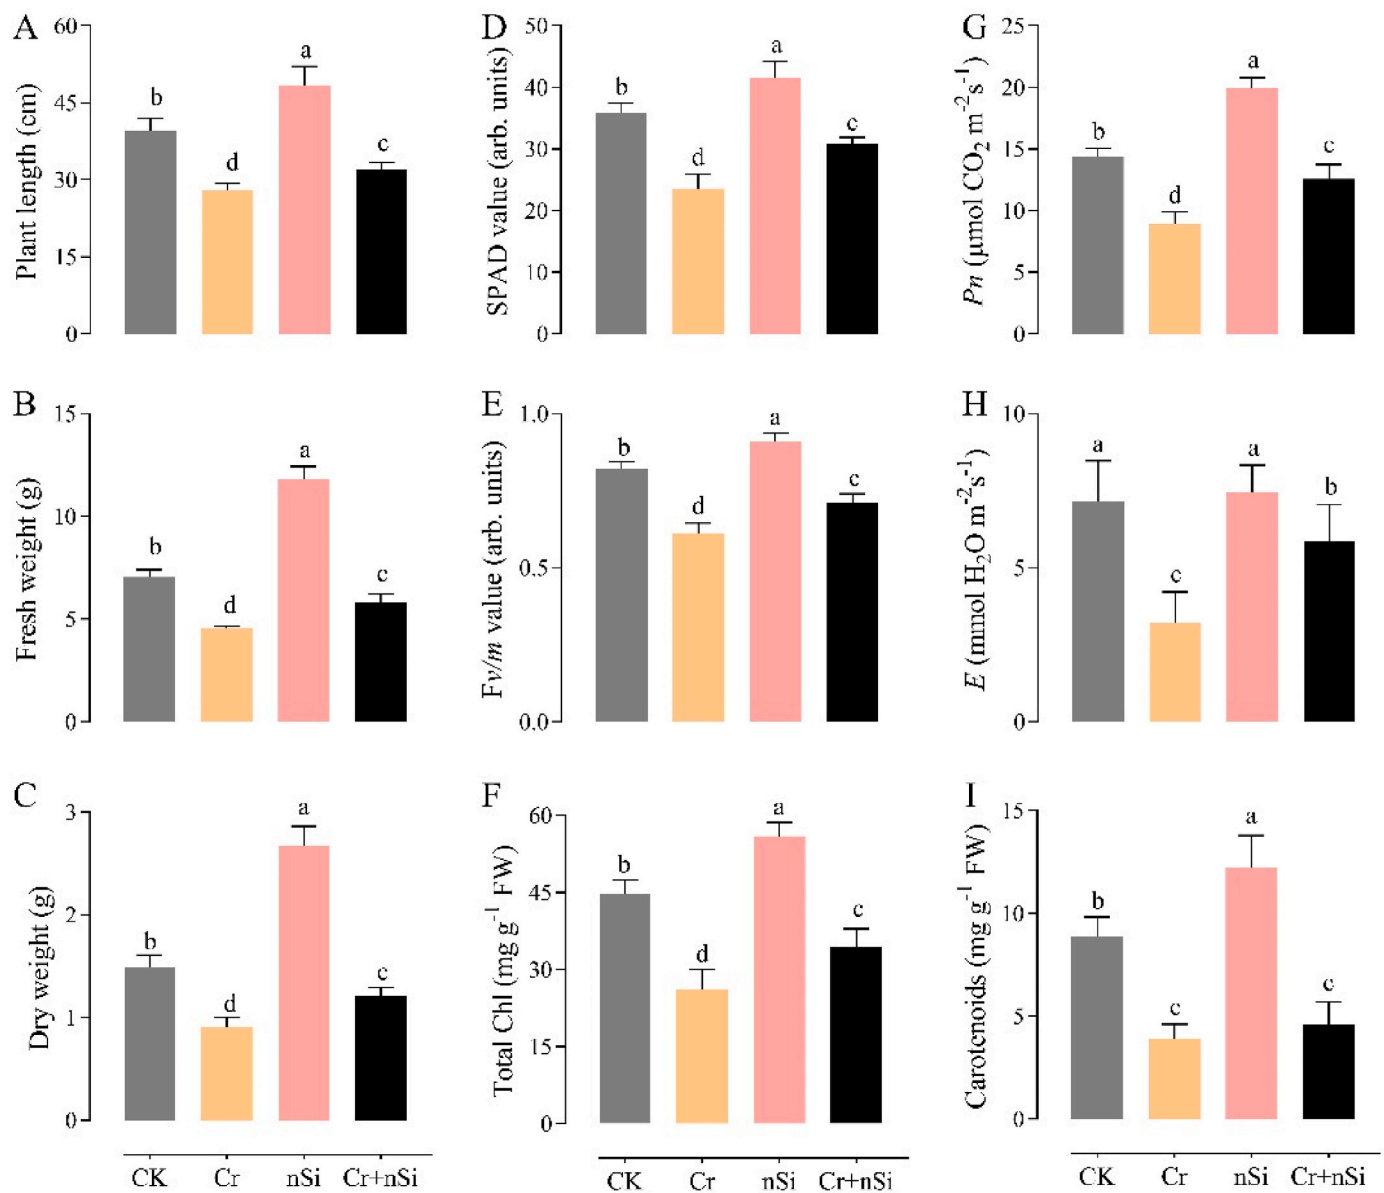 A
Plant length (cm)
60
45
30
15
0
b
d
a
c
D
SPAD value (arb. units)
50
40
30
20
10
0
b
d
a
c
G
Pn (µmol CO₂ m⁻²s⁻¹)
25
20
15
10
5
0
b
d
a
c
B
Fresh weight (g)
15
10
5
0
b
d
a
c
E
Fv/m value (arb. units)
1.0
0.5
0.0
b
d
a
c
H
E (mmol H₂O m⁻²s⁻¹)
10
5
0
a
c
a
b
C
Dry weight (g)
3
2
1
0
b
d
a
c
CK Cr nSi Cr+nSi
F
Total Chl (mg g⁻¹ FW)
60
45
30
15
0
b
d
a
c
CK Cr nSi Cr+nSi
I
Carotenoids (mg g⁻¹ FW)
15
10
5
0
b
c
a
c
CK Cr nSi Cr+nSi